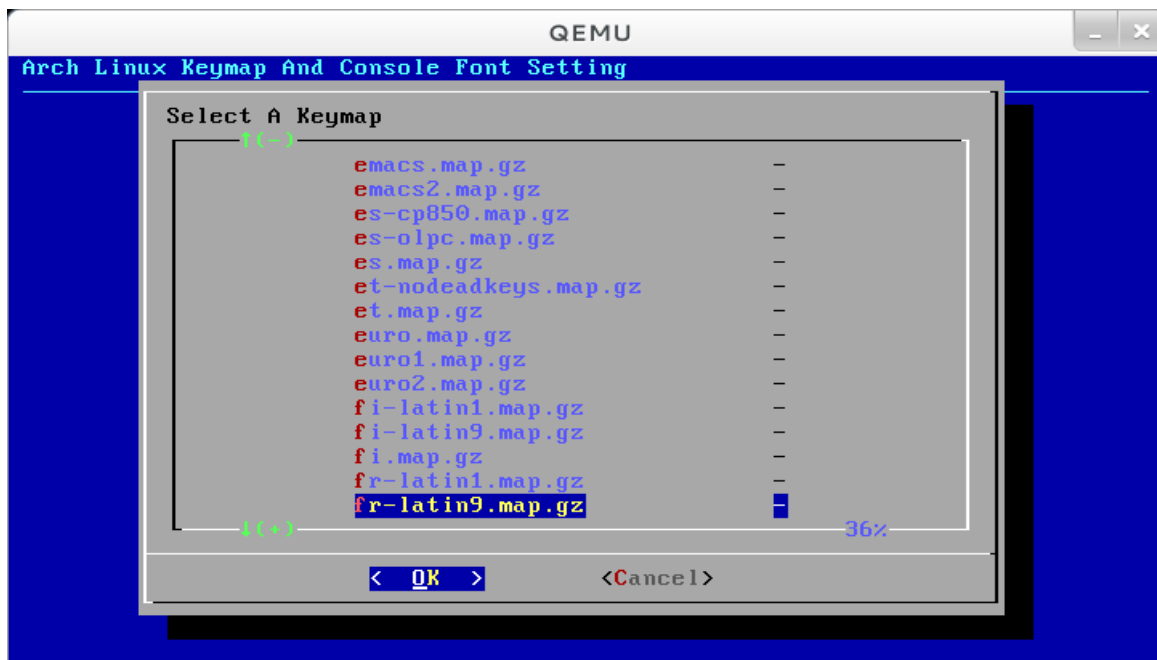 QEMU
Arch Linux Keymap And Console Font Setting
Select A Keymap
↑(-)
emacs.map.gz -
emacs2.map.gz -
es-cp850.map.gz -
es-olpc.map.gz -
es.map.gz -
et-nodeadkeys.map.gz -
et.map.gz -
euro.map.gz -
euro1.map.gz -
euro2.map.gz -
fi-latin1.map.gz -
fi-latin9.map.gz -
fi.map.gz -
fr-latin1.map.gz -
fr-latin9.map.gz -
↓(+) 36%
< OK > <Cancel>